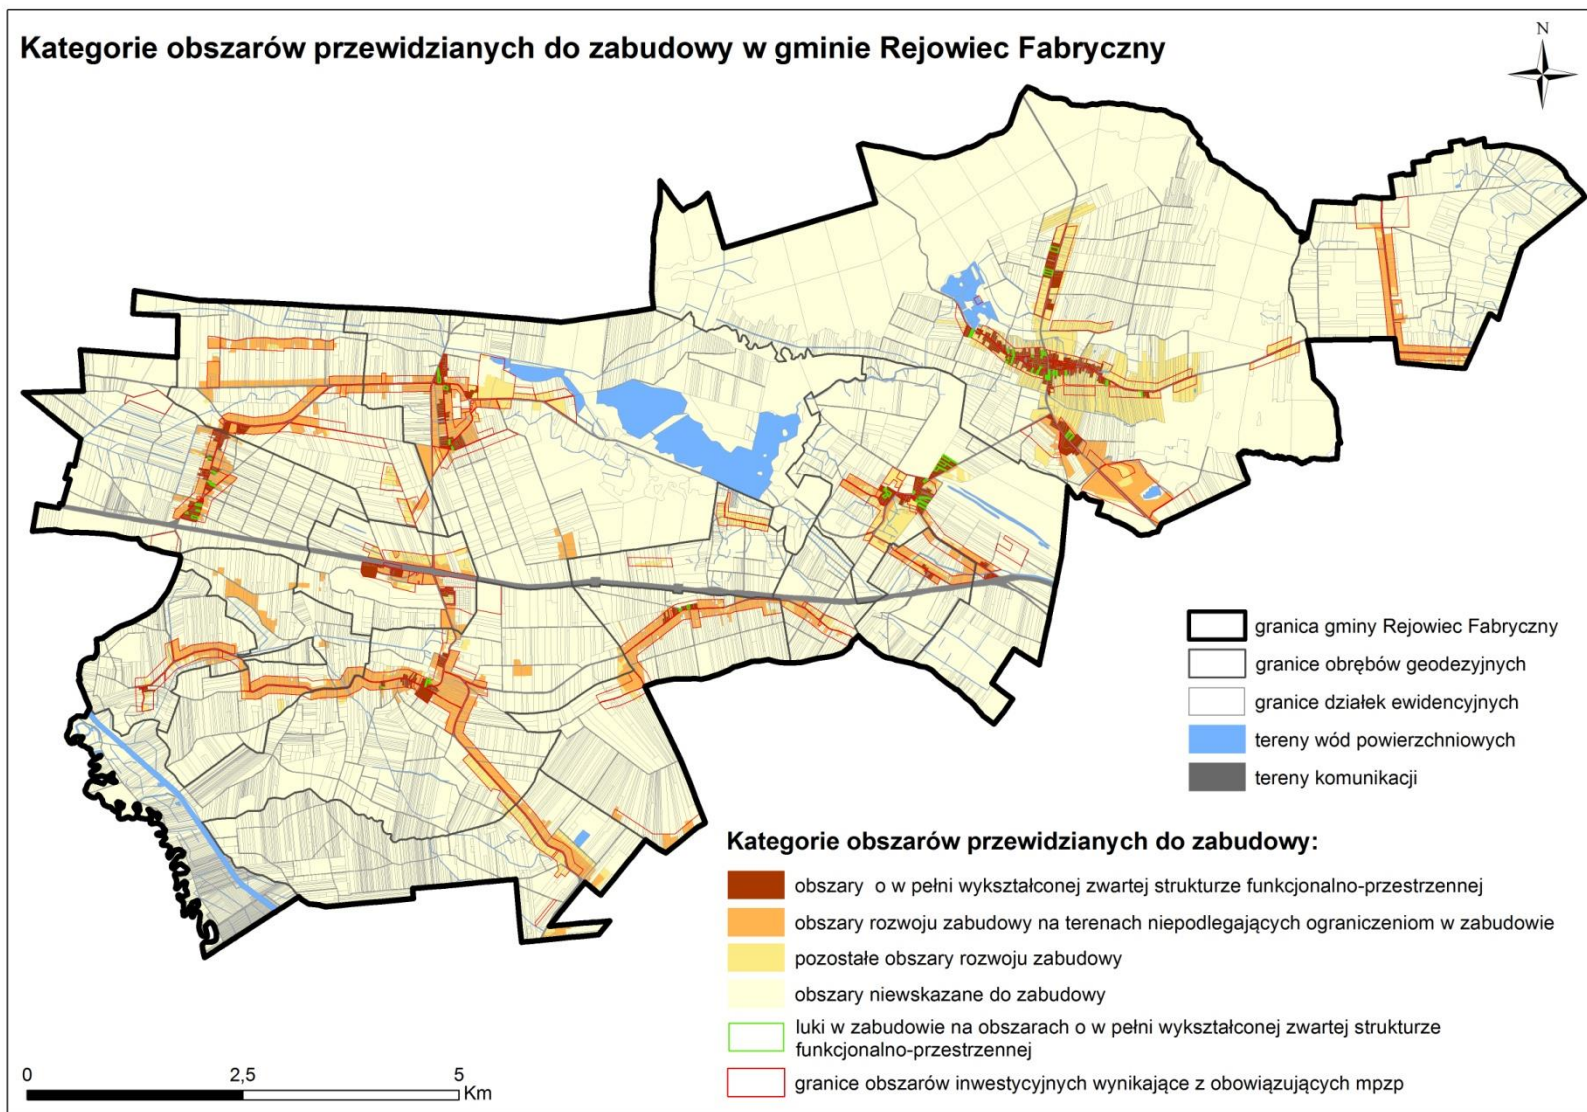 Kategorie obszarów przewidzianych do zabudowy w gminie Rejowiec Fabryczny
N
granica gminy Rejowiec Fabryczny
granice obrębów geodezyjnych
granice działek ewidencyjnych
tereny wód powierzchniowych
tereny komunikacji
Kategorie obszarów przewidzianych do zabudowy:
obszary o w pełni wykształconej zwartej strukturze funkcjonalno-przestrzennej
obszary rozwoju zabudowy na terenach niepodlegających ograniczeniom w zabudowie
pozostałe obszary rozwoju zabudowy
obszary niewskazane do zabudowy
luki w zabudowie na obszarach o w pełni wykształconej zwartej strukturze
funkcjonalno-przestrzennej
granice obszarów inwestycyjnych wynikające z obowiązujących mpzp
0 2,5 5
Km